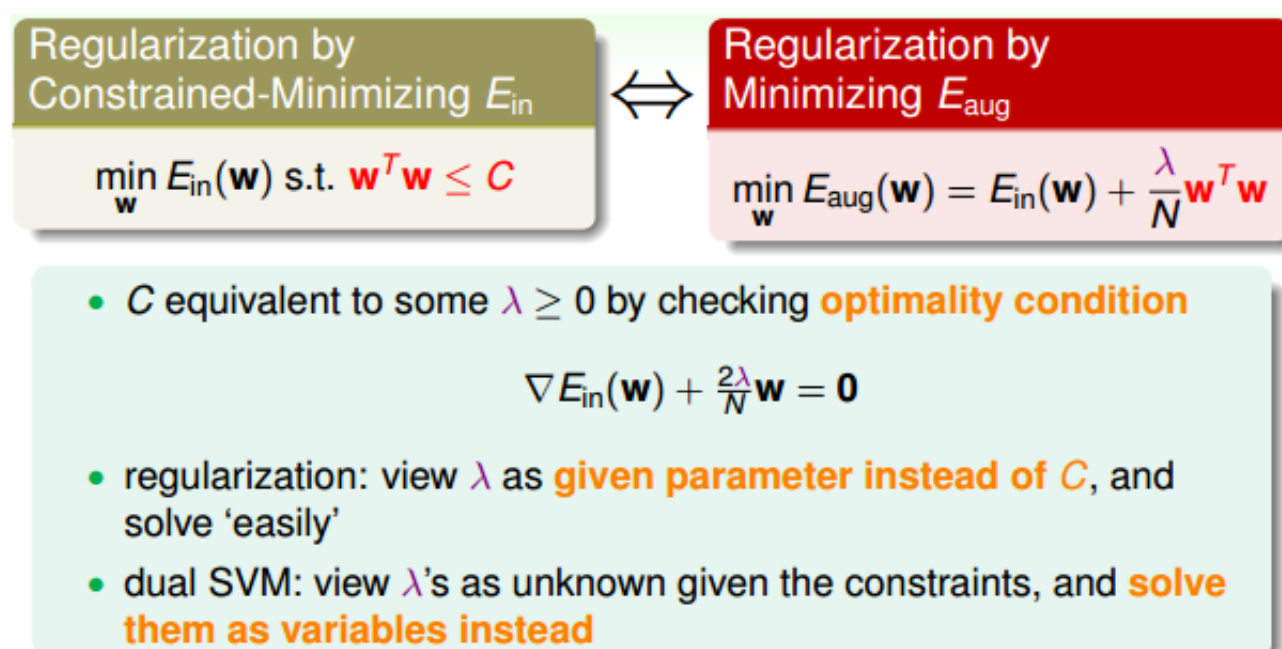 Regularization by
Constrained-Minimizing E_in
min_w E_in(w) s.t. w^T w ≤ C
⟺
Regularization by
Minimizing E_aug
min_w E_aug(w) = E_in(w) + λ/N w^T w
• C equivalent to some λ ≥ 0 by checking optimality condition
∇E_in(w) + 2λ/N w = 0
• regularization: view λ as given parameter instead of C, and
solve ‘easily’
• dual SVM: view λ’s as unknown given the constraints, and solve
them as variables instead